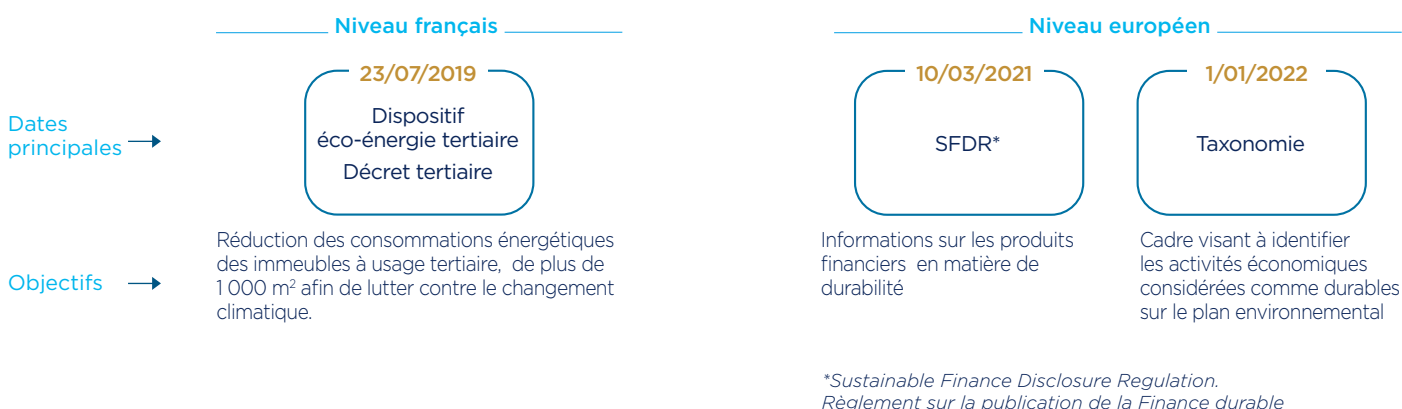 Niveau français
Niveau européen
23/07/2019
10/03/2021
1/01/2022
Dates
principales
Dispositif
éco-énergie tertiaire
Décret tertiaire
SFDR*
Taxonomie
Objectifs
Réduction des consommations énergétiques
des immeubles à usage tertiaire, de plus de
1 000 m² afin de lutter contre le changement
climatique.
Informations sur les produits
financiers en matière de
durabilité
Cadre visant à identifier
les activités économiques
considérées comme durables
sur le plan environnemental
*Sustainable Finance Disclosure Regulation.
Règlement sur la publication de la Finance durable